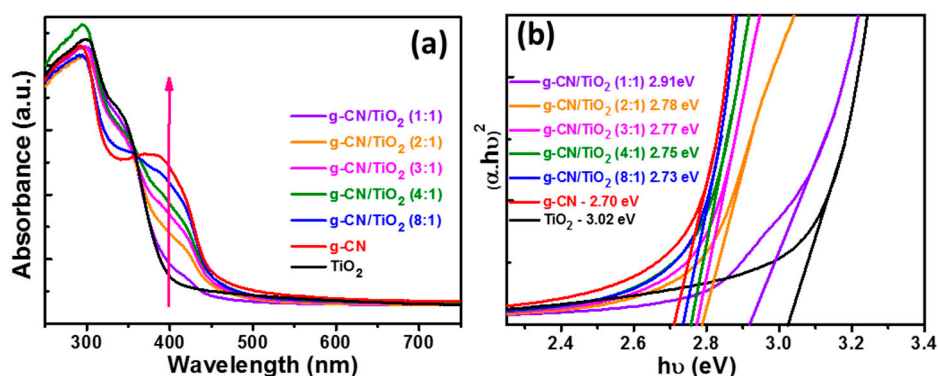 (a)
Absorbance (a.u.)
g-CN/TiO₂ (1:1)
g-CN/TiO₂ (2:1)
g-CN/TiO₂ (3:1)
g-CN/TiO₂ (4:1)
g-CN/TiO₂ (8:1)
g-CN
TiO₂
300 400 500 600 700
Wavelength (nm)
(b)
(α.hυ)²
g-CN/TiO₂ (1:1) 2.91eV
g-CN/TiO₂ (2:1) 2.78 eV
g-CN/TiO₂ (3:1) 2.77 eV
g-CN/TiO₂ (4:1) 2.75 eV
g-CN/TiO₂ (8:1) 2.73 eV
g-CN - 2.70 eV
TiO₂ - 3.02 eV
2.4 2.6 2.8 3.0 3.2 3.4
hυ (eV)